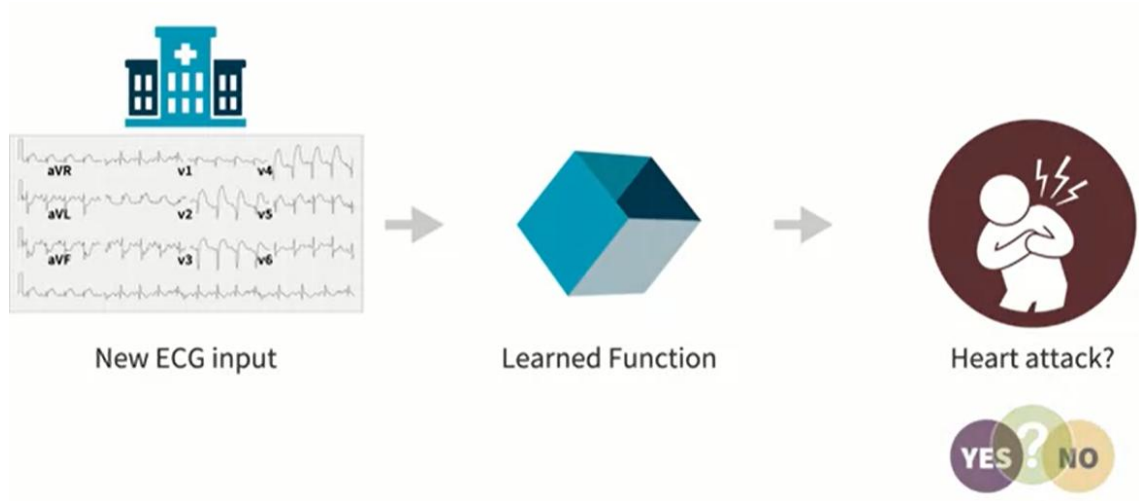 aVR v1 v4
aVL v2 v5
aVF v3 v6
New ECG input
Learned Function
Heart attack?
YES ? NO